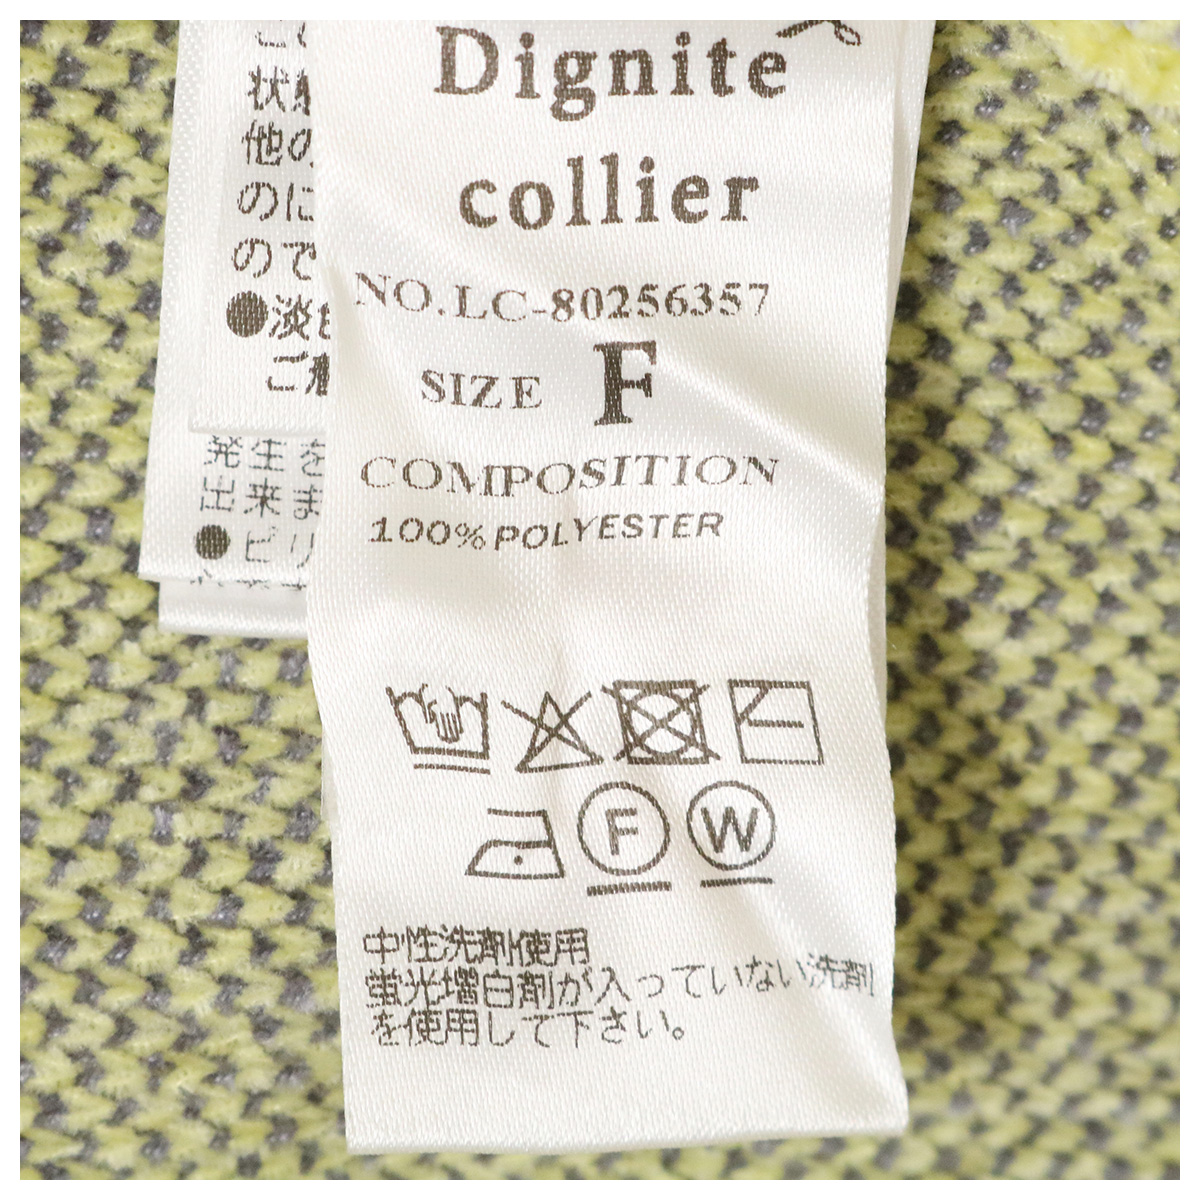 Dignite
collier
NO.LC-80256357
SIZE F
COMPOSITION
100%POLYESTER
F W
中性洗剤使用
蛍光増白剤が入っていない洗剤
を使用して下さい。
他の
のに
ので
●淡
発生を
出来ま
●ピリ